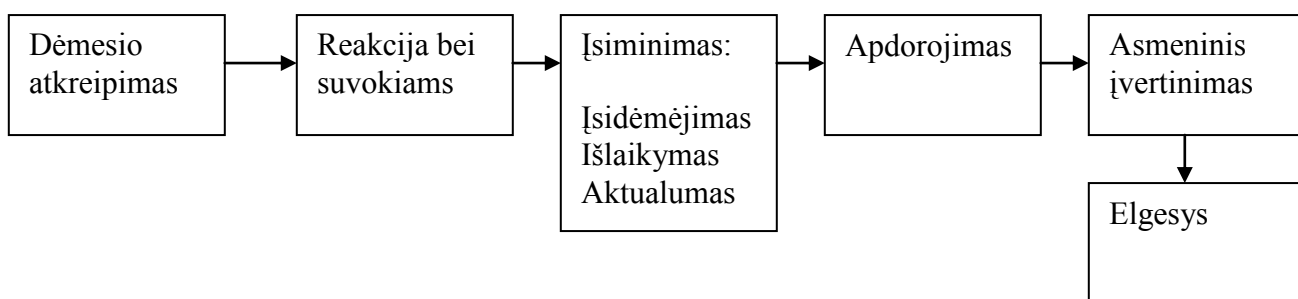 Dėmesio
atkreipimas
Reakcija bei
suvokiams
Įsiminimas:
Įsidėmėjimas
Išlaikymas
Aktualumas
Apdorojimas
Asmeninis
įvertinimas
Elgesys